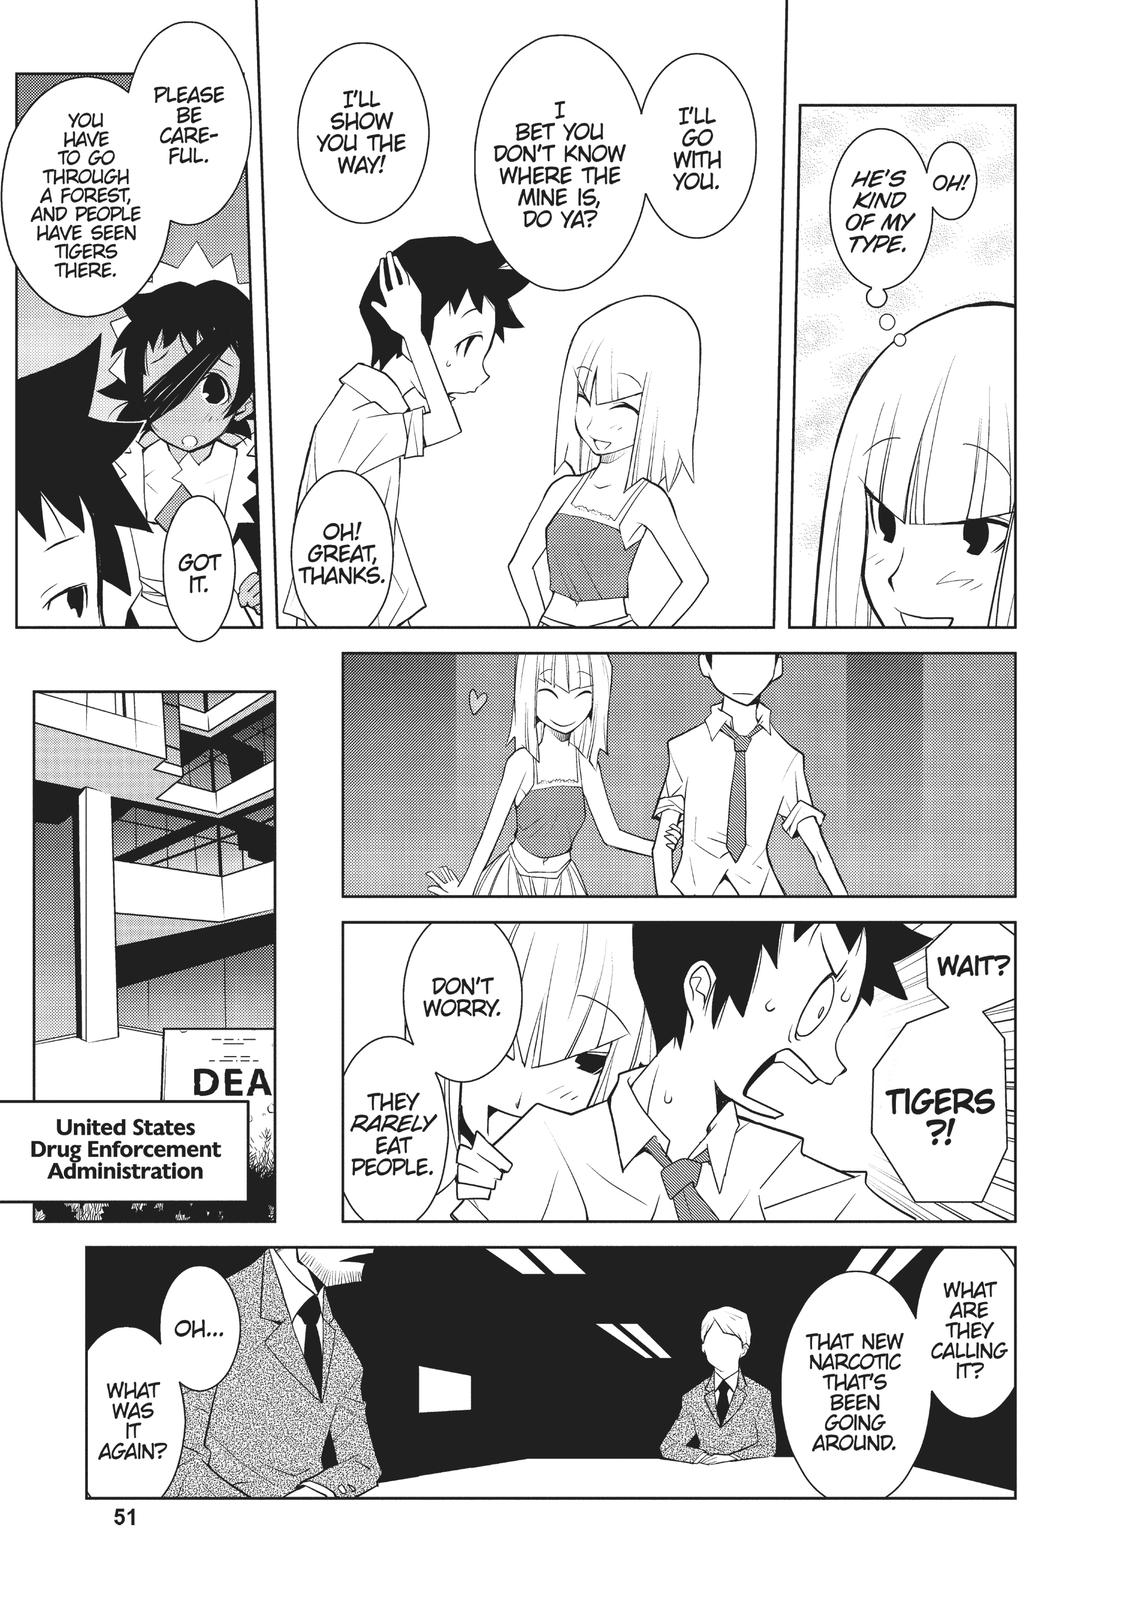 OH!
HE'S
KIND
OF MY
TYPE.
I'LL
GO
WITH
YOU.
I
BET YOU
DON'T KNOW
WHERE THE
MINE IS,
DO YA?
I'LL
SHOW
YOU THE
WAY!
OH!
GREAT,
THANKS.
PLEASE
BE
CARE-
FUL.
YOU
HAVE
TO GO
THROUGH
A FOREST,
AND PEOPLE
HAVE SEEN
TIGERS
THERE.
GOT
IT.
WAIT?
TIGERS
?!
DON'T
WORRY.
THEY
RARELY
EAT
PEOPLE.
DEA
United States
Drug Enforcement
Administration
WHAT
ARE
THEY
CALLING
IT?
THAT NEW
NARCOTIC
THAT'S
BEEN
GOING
AROUND.
OH...
WHAT
WAS
IT
AGAIN?
51